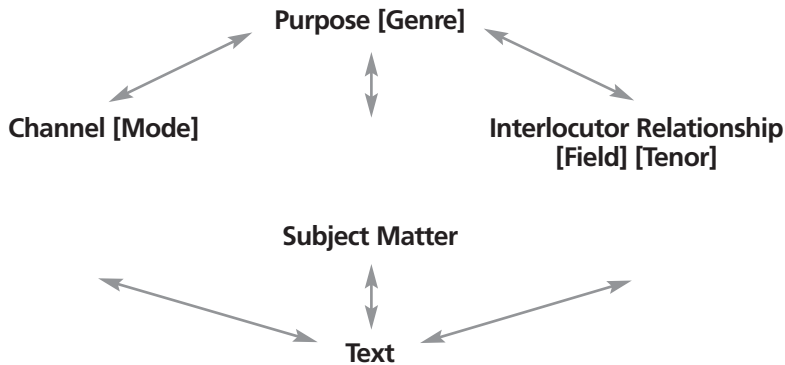 Purpose [Genre]
Channel [Mode]
Interlocutor Relationship
[Field] [Tenor]
Subject Matter
Text